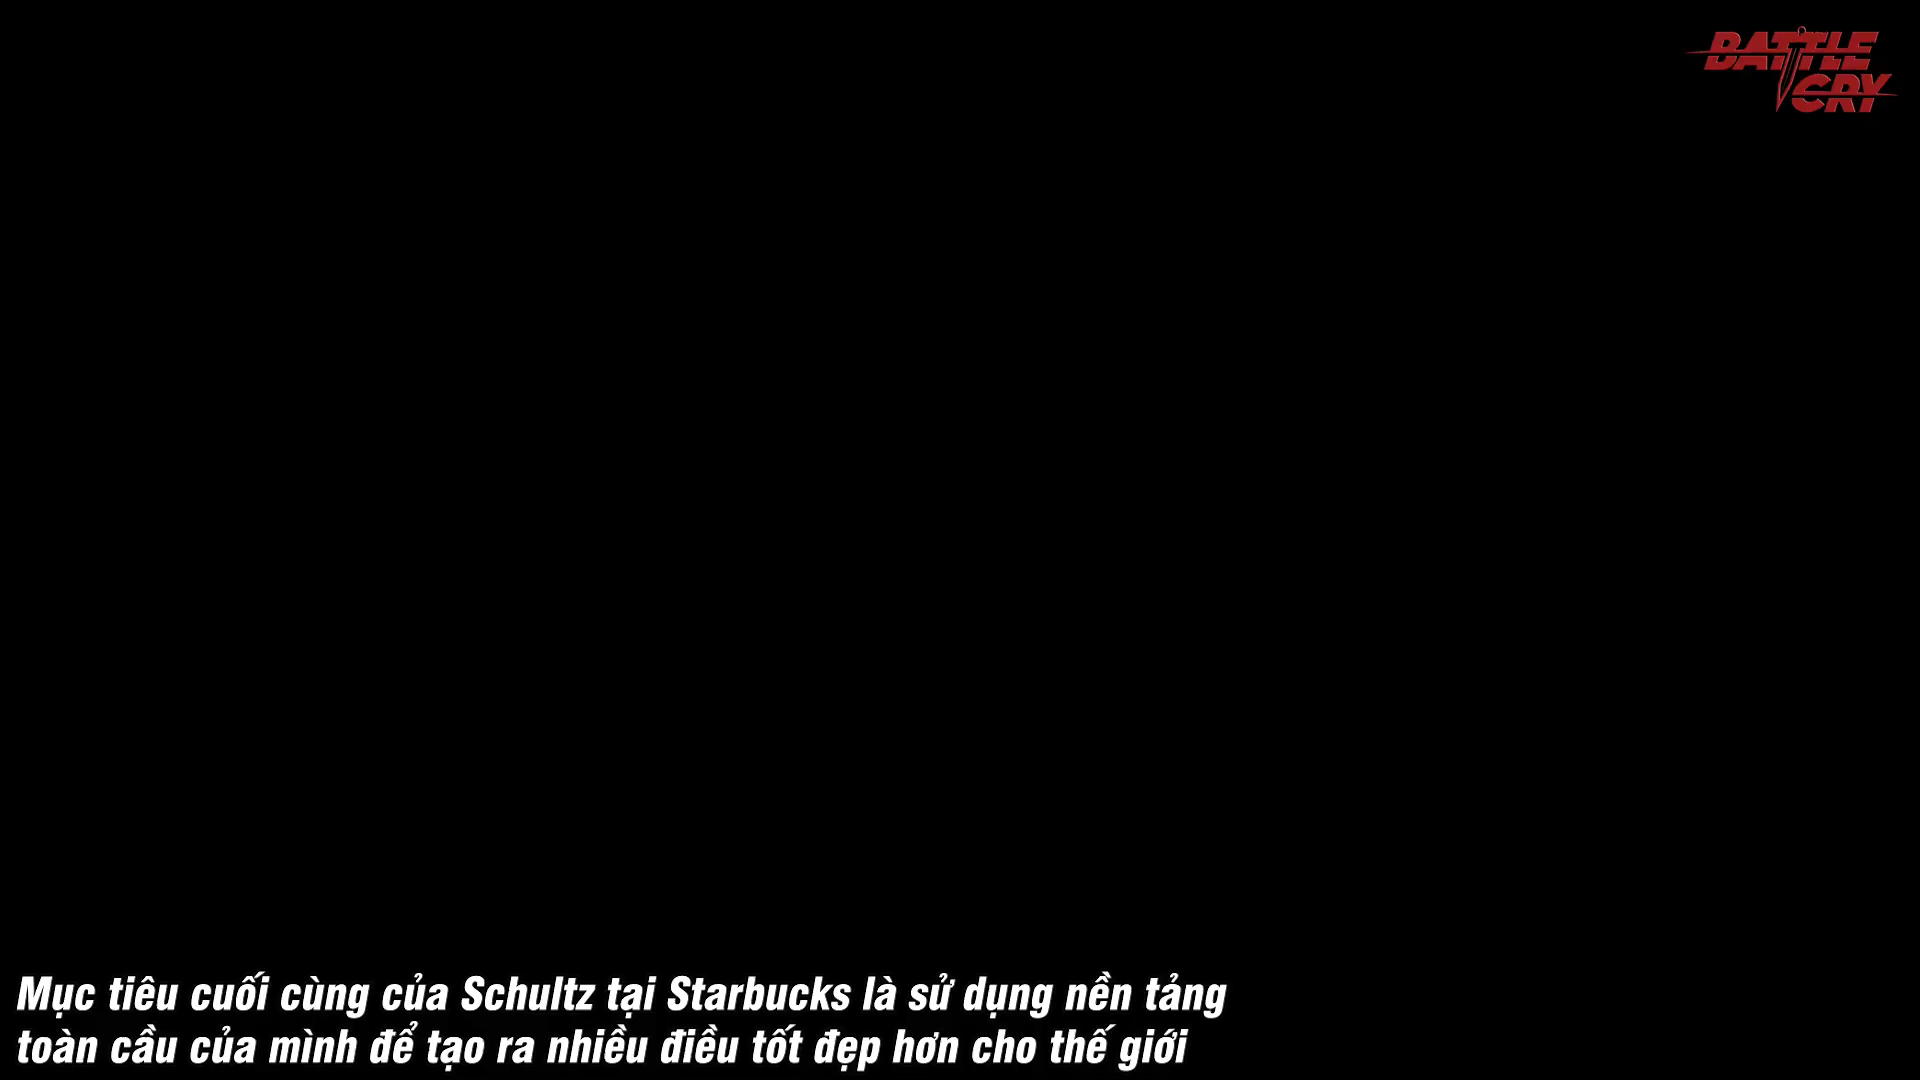 BATTLE
CRY
Mục tiêu cuối cùng của Schultz tại Starbucks là sử dụng nền tảng
toàn cầu của mình để tạo ra nhiều điều tốt đẹp hơn cho thế giới